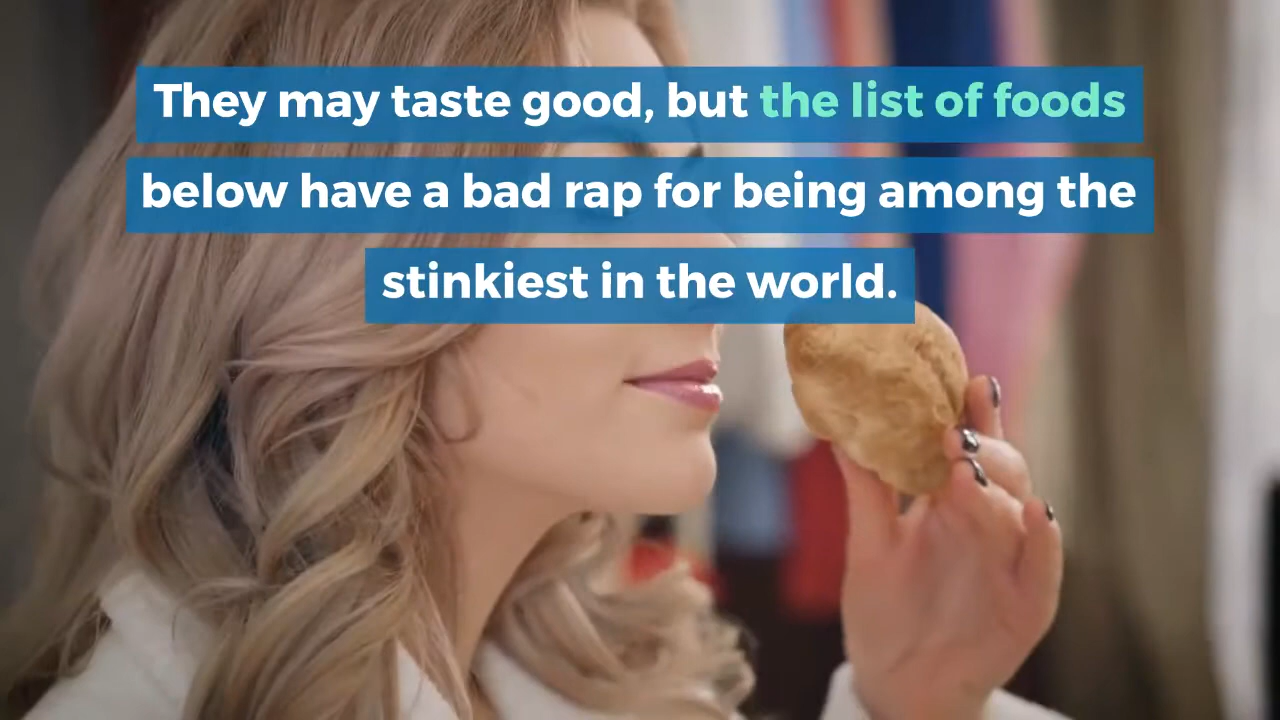 They may taste good, but the list of foods
below have a bad rap for being among the
stinkiest in the world.